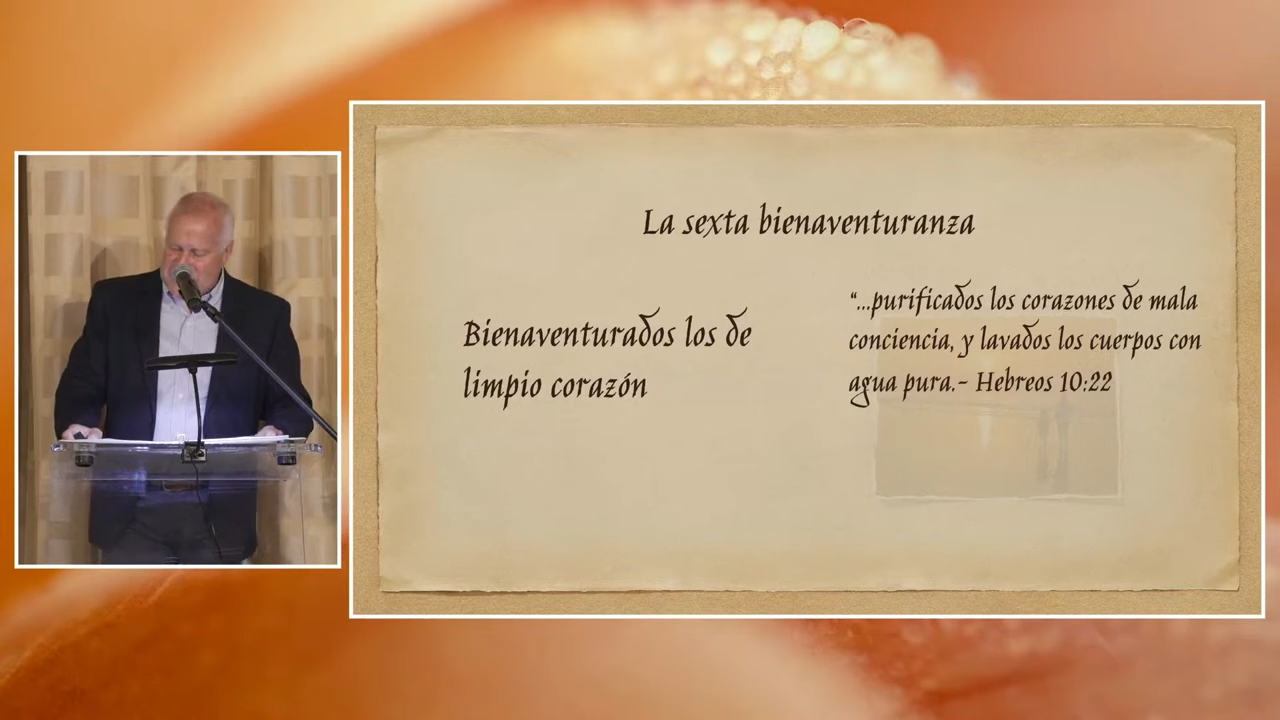 La sexta bienaventuranza
Bienaventurados los de
limpio corazón
“...purificados los corazones de mala
conciencia, y lavados los cuerpos con
agua pura.- Hebreos 10:22